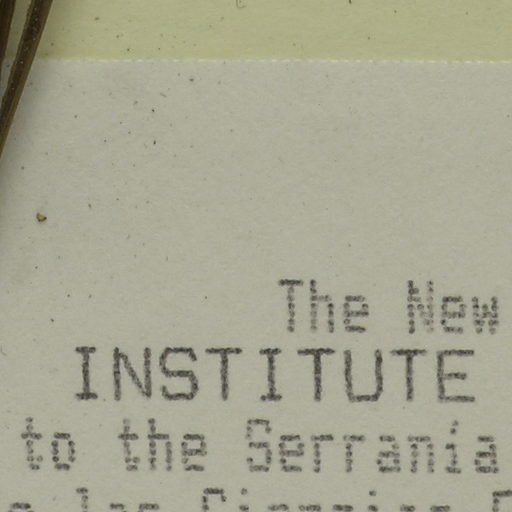 The New
INSTITUTE
to the Serrania